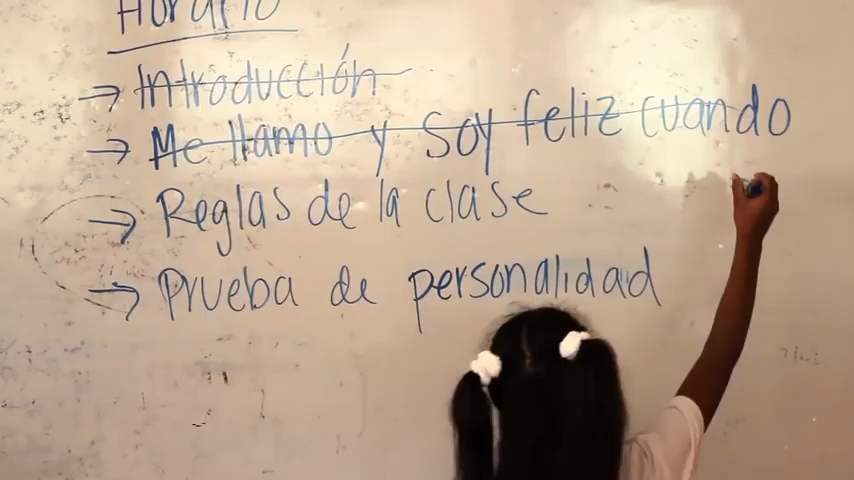 Horario
→ Introducción
→ Me llamo y soy feliz cuando
→ Reglas de la clase
→ Prueba de personalidad